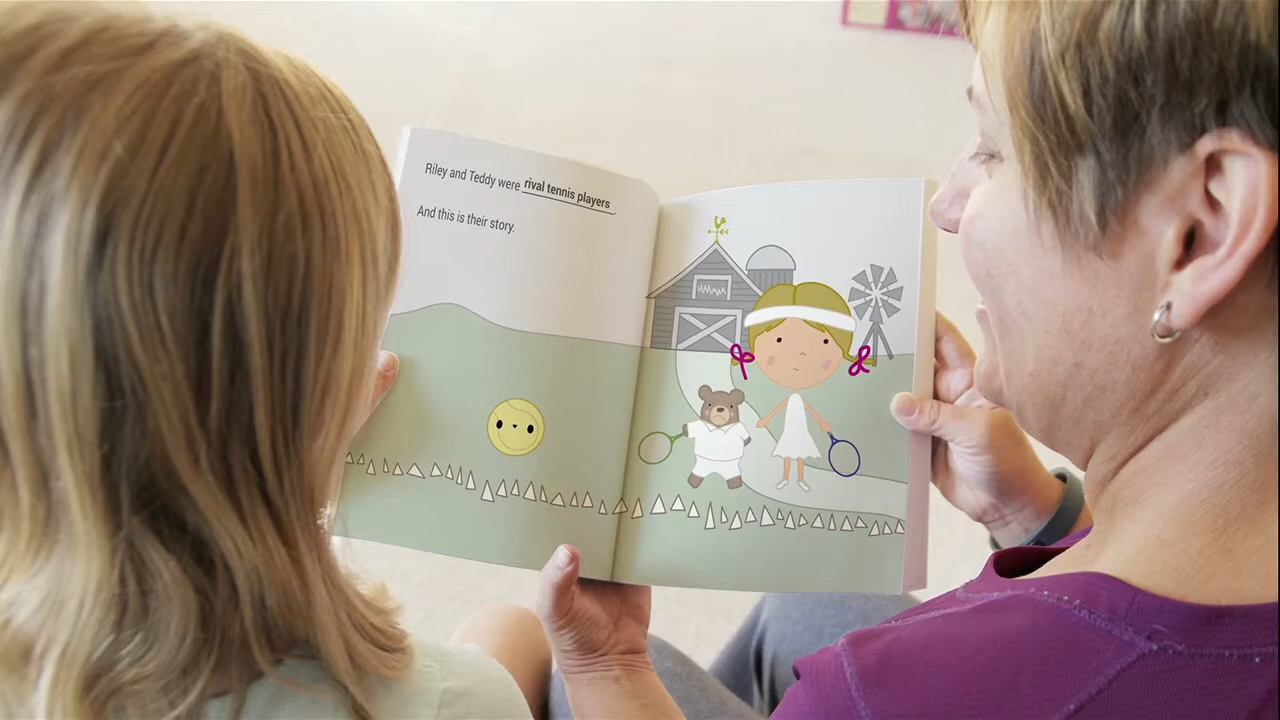 Riley and Teddy were rival tennis players
And this is their story.